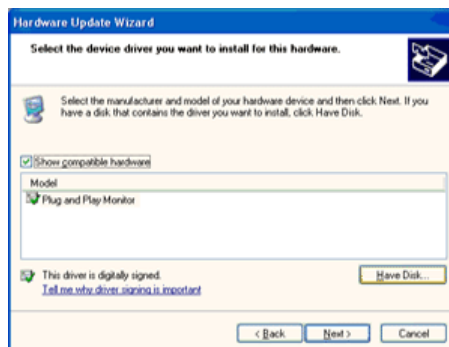 Hardware Update Wizard
Select the device driver you want to install for this hardware.
Select the manufacturer and model of your hardware device and then click Next. If you
have a disk that contains the driver you want to install, click Have Disk.
Show compatible hardware
Model
Plug and Play Monitor
This driver is digitally signed.
Have Disk...
Tell me why driver signing is important
< Back
Next >
Cancel